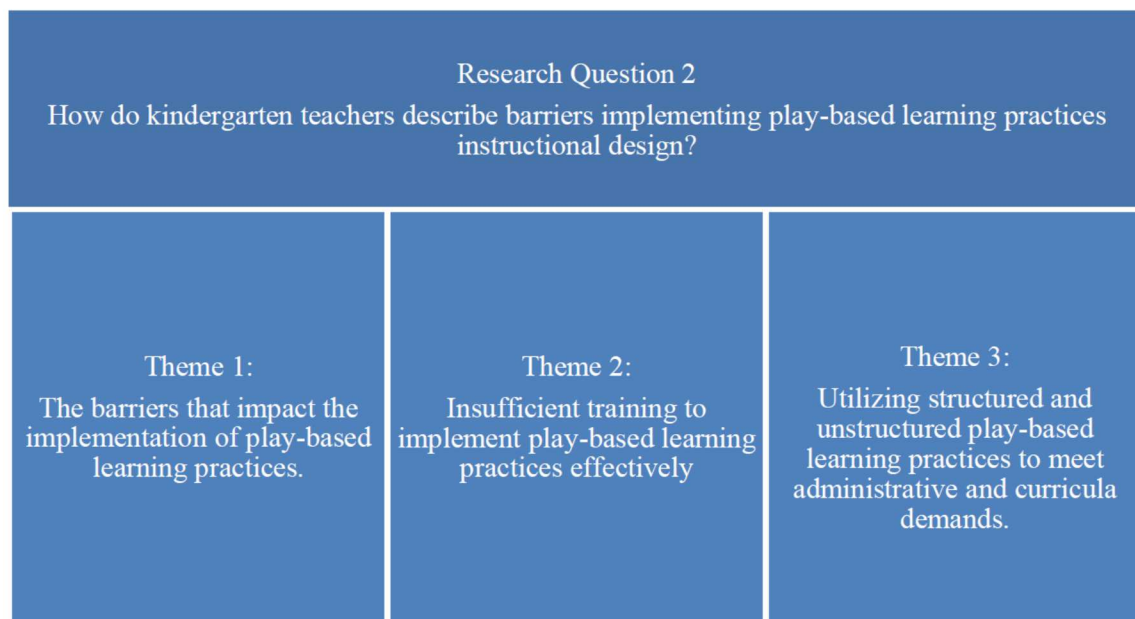 Research Question 2
How do kindergarten teachers describe barriers implementing play-based learning practices
instructional design?
Theme 1:
The barriers that impact the
implementation of play-based
learning practices.
Theme 2:
Insufficient training to
implement play-based learning
practices effectively
Theme 3:
Utilizing structured and
unstructured play-based
learning practices to meet
administrative and curricula
demands.